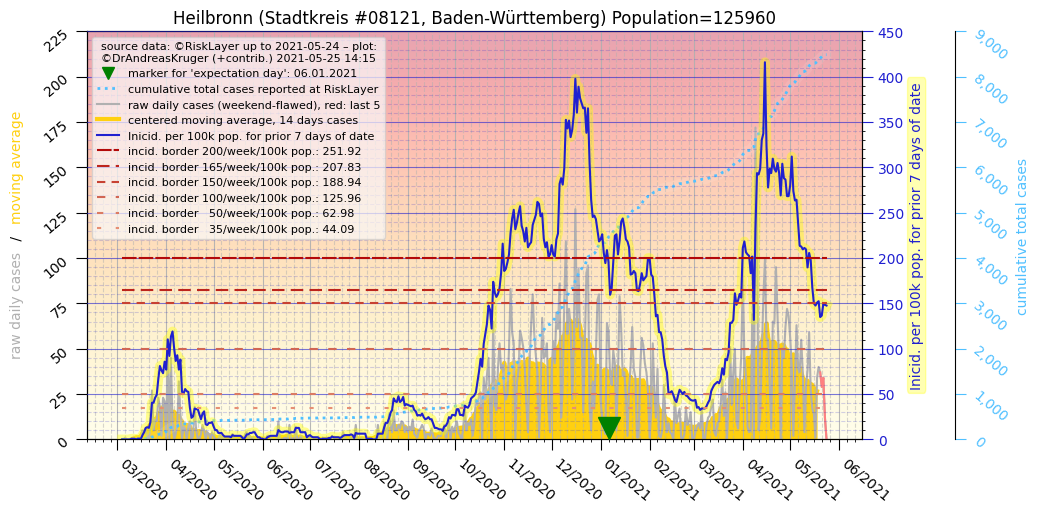 Heilbronn (Stadtkreis #08121, Baden-Württemberg) Population=125960
source data: ©RiskLayer up to 2021-05-24 – plot:
©DrAndreasKruger (+contrib.) 2021-05-25 14:15
marker for 'expectation day': 06.01.2021
cumulative total cases reported at RiskLayer
raw daily cases (weekend-flawed), red: last 5
centered moving average, 14 days cases
Inicid. per 100k pop. for prior 7 days of date
incid. border 200/week/100k pop.: 251.92
incid. border 165/week/100k pop.: 207.83
incid. border 150/week/100k pop.: 188.94
incid. border 100/week/100k pop.: 125.96
incid. border   50/week/100k pop.: 62.98
incid. border   35/week/100k pop.: 44.09
raw daily cases / moving average
225
200
175
150
125
100
75
50
25
0
03/2020
04/2020
05/2020
06/2020
07/2020
08/2020
09/2020
10/2020
11/2020
12/2020
01/2021
02/2021
03/2021
04/2021
05/2021
06/2021
450
400
350
300
250
200
150
100
50
0
Inicid. per 100k pop. for prior 7 days of date
9,000
8,000
7,000
6,000
5,000
4,000
3,000
2,000
1,000
0
cumulative total cases